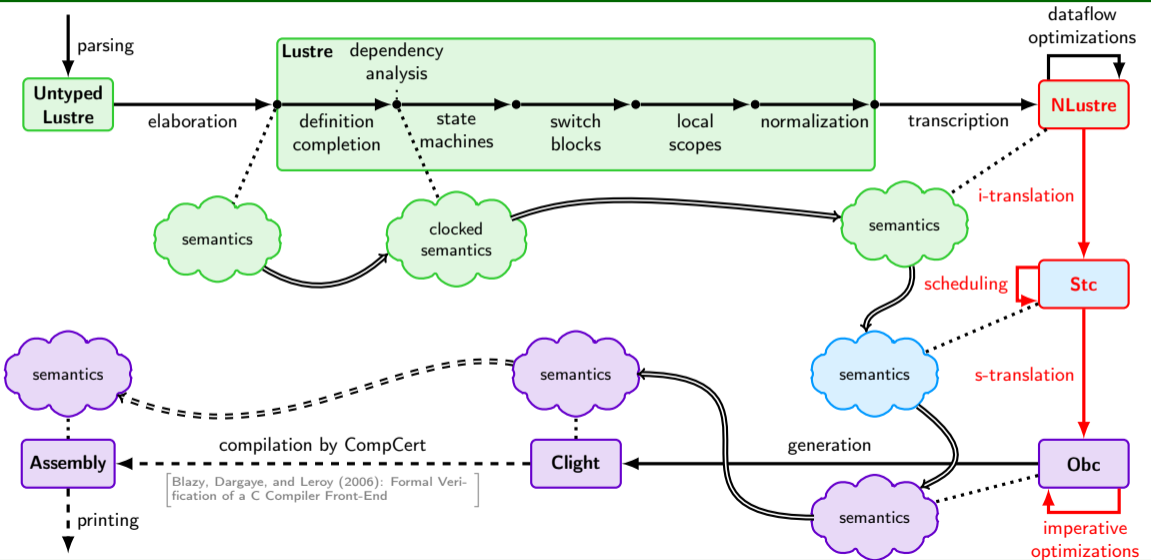 parsing
Untyped
Lustre
elaboration
Lustre
dependency
analysis
definition
completion
state
machines
switch
blocks
local
scopes
normalization
transcription
dataflow
optimizations
NLustre
semantics
clocked
semantics
semantics
i-translation
scheduling
Stc
semantics
semantics
semantics
s-translation
Assembly
compilation by CompCert
Blazy, Dargaye, and Leroy (2006): Formal Veri-
fication of a C Compiler Front-End
Clight
generation
Obc
semantics
printing
imperative
optimizations